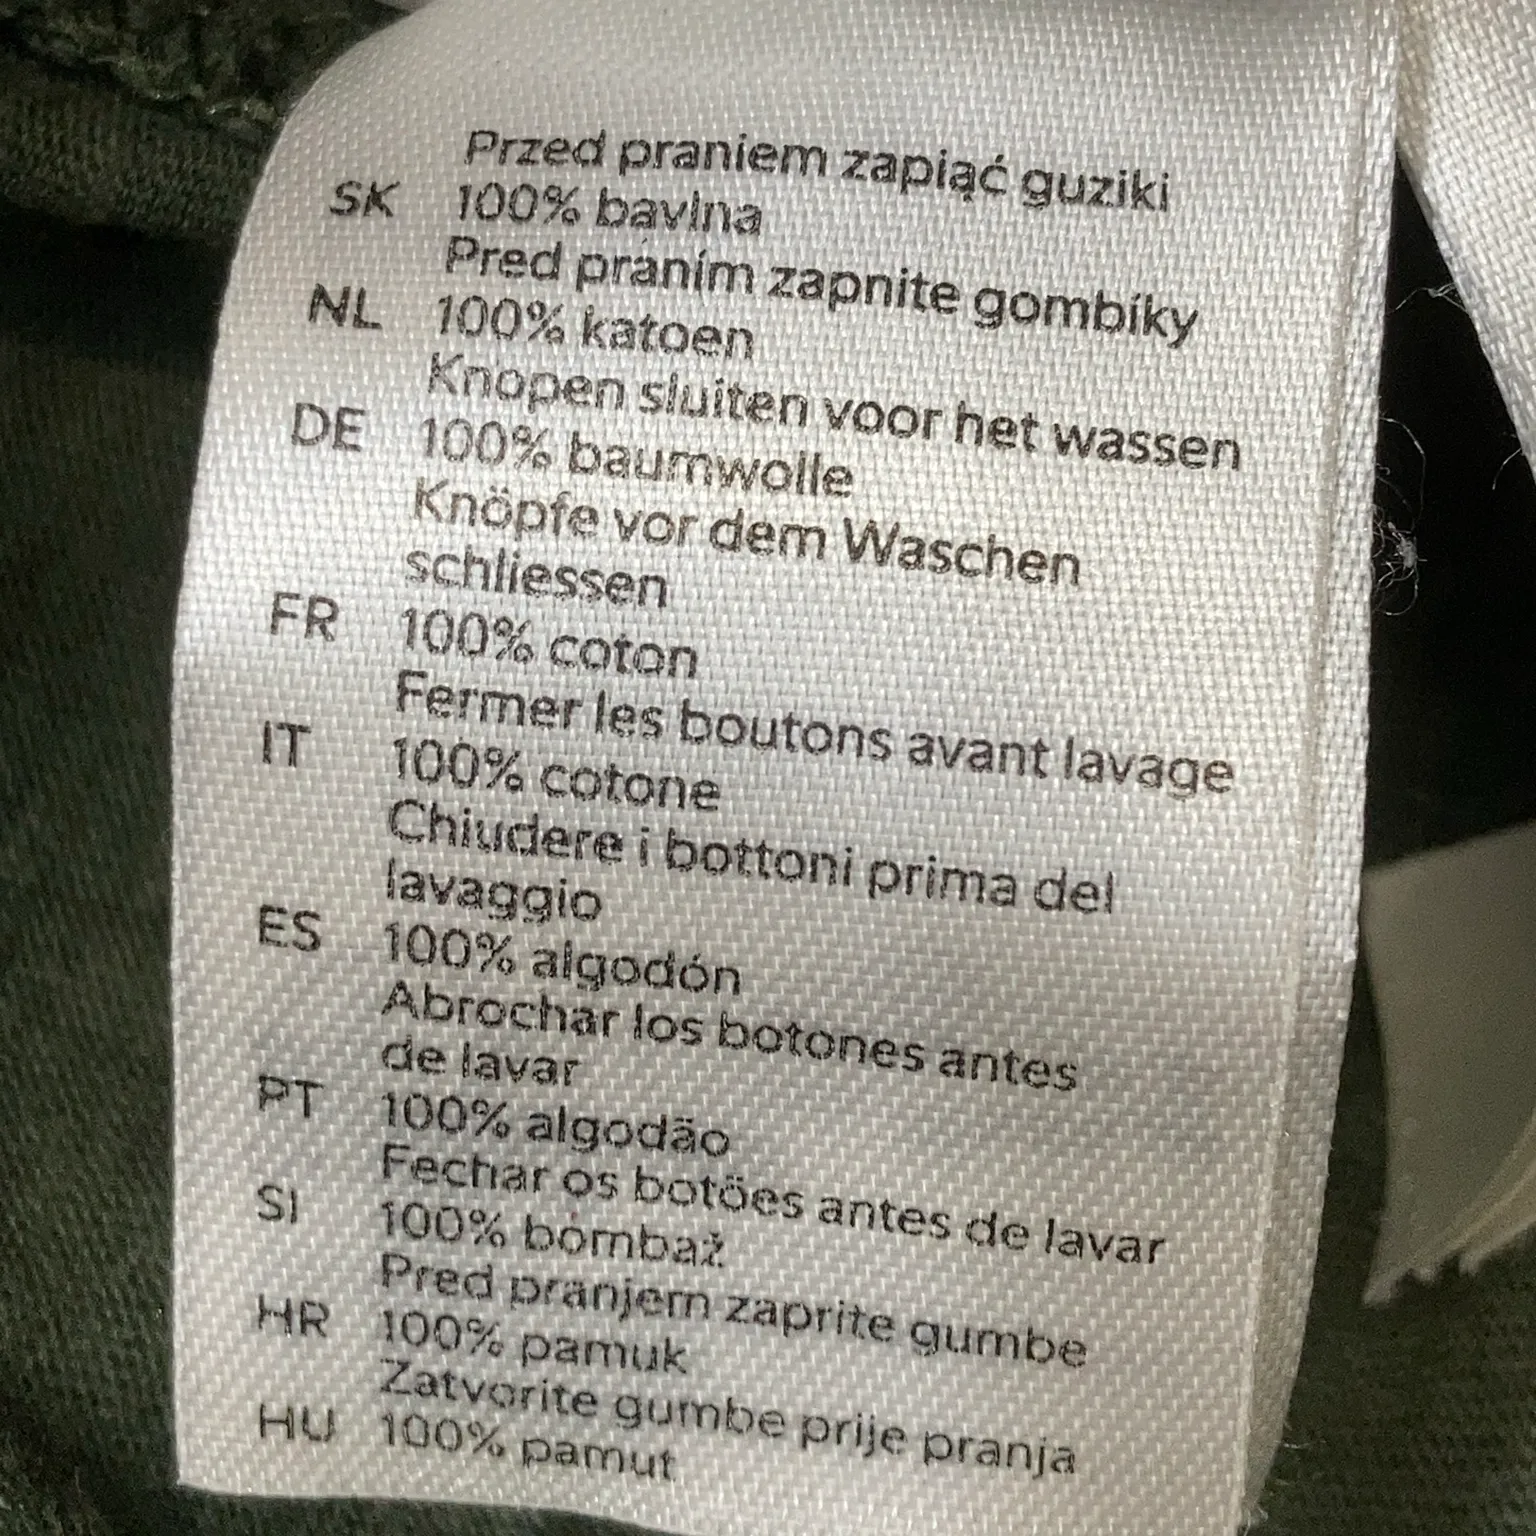 Przed praniem zapiąć guziki
SK 100% bavlna
Pred praním zapnite gombíky
NL 100% katoen
Knopen sluiten voor het wassen
DE 100% baumwolle
Knöpfe vor dem Waschen
schliessen
FR 100% coton
Fermer les boutons avant lavage
IT 100% cotone
Chiudere i bottoni prima del
lavaggio
ES 100% algodón
Abrochar los botones antes
de lavar
PT 100% algodão
Fechar os botões antes de lavar
SI 100% bombaž
Pred pranjem zaprite gumbe
HR 100% pamuk
Zatvorite gumbe prije pranja
HU 100% pamut